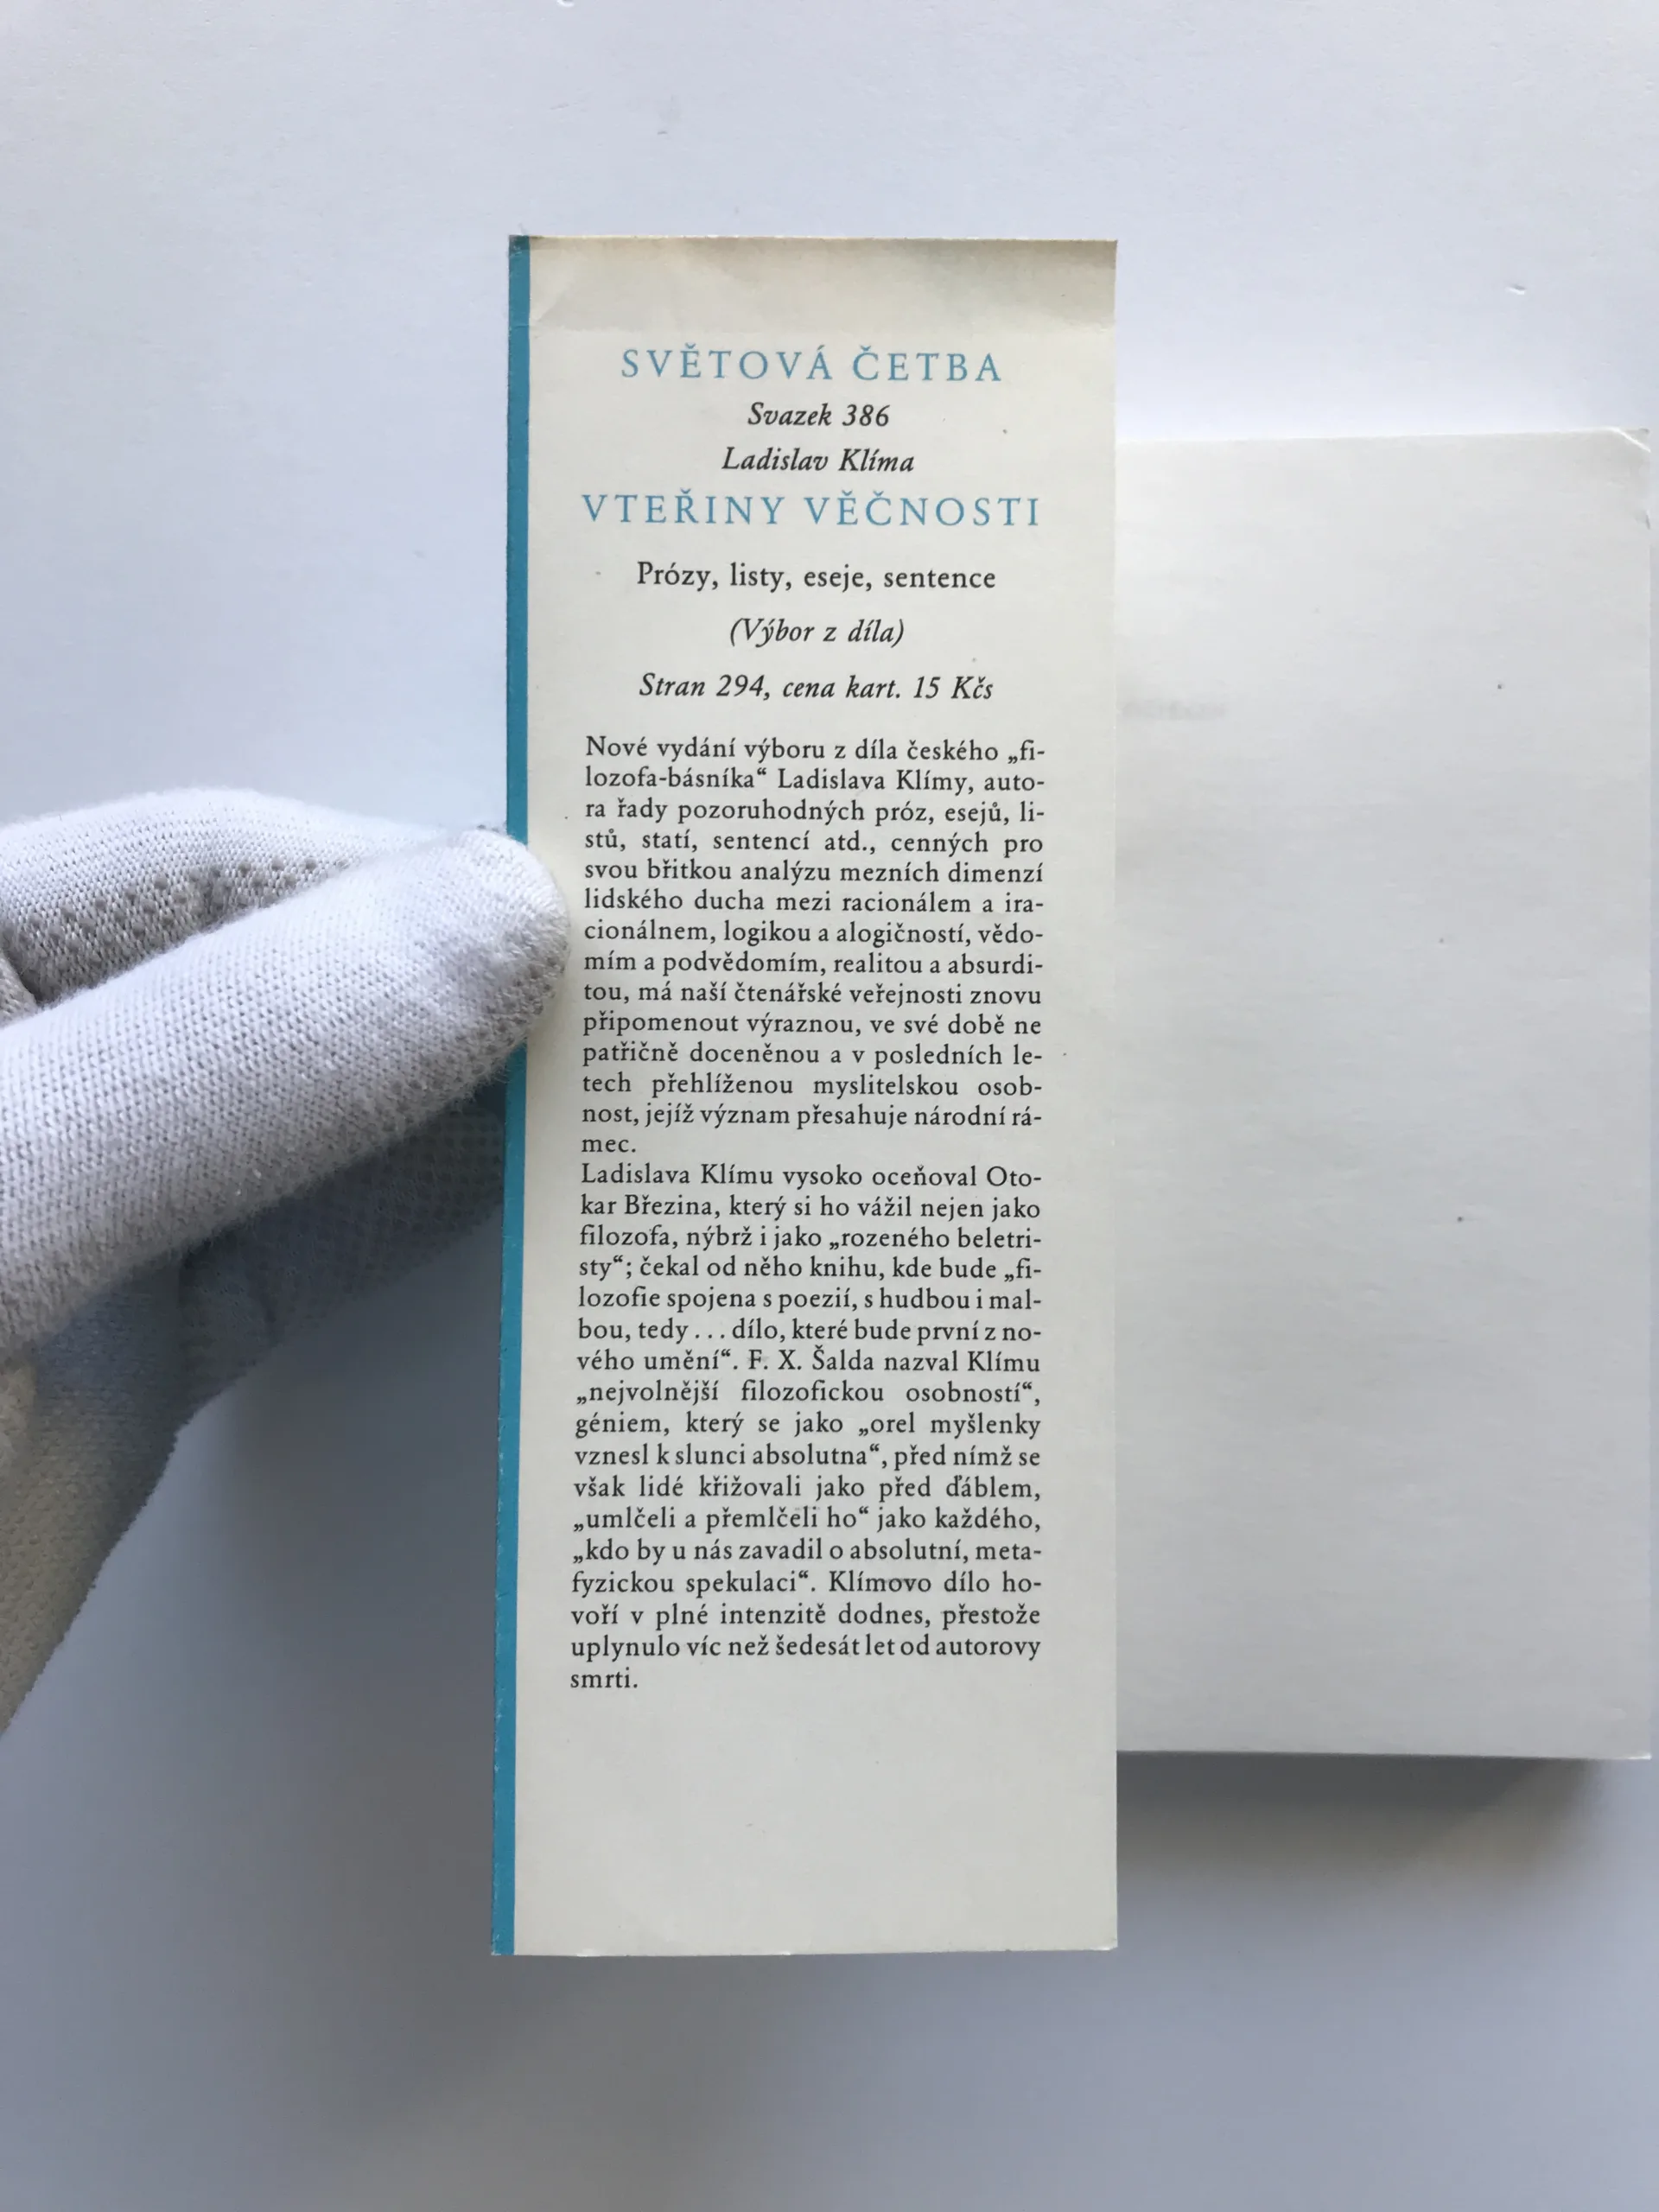 SVĚTOVÁ ČETBA
Svazek 386
Ladislav Klíma
VTEŘINY VĚČNOSTI
Prózy, listy, eseje, sentence
(Výbor z díla)
Stran 294, cena kart. 15 Kčs
Nové vydání výboru z díla českého „fi-
lozofa-básníka“ Ladislava Klímy, auto-
ra řady pozoruhodných próz, esejů, li-
stů, statí, sentencí atd., cenných pro
svou břitkou analýzu mezních dimenzí
lidského ducha mezi racionálem a ira-
cionálnem, logikou a alogičností, vědo-
mím a podvědomím, realitou a absurdi-
tou, má naší čtenářské veřejnosti znovu
připomenout výraznou, ve své době ne
patřičně doceněnou a v posledních le-
tech přehlíženou myslitelskou osob-
nost, jejíž význam přesahuje národní rá-
mec.
Ladislava Klímu vysoko oceňoval Oto-
kar Březina, který si ho vážil nejen jako
filozofa, nýbrž i jako „rozeného beletri-
sty“; čekal od něho knihu, kde bude „fi-
lozofie spojena s poezií, s hudbou i mal-
bou, tedy . . . dílo, které bude první z no-
vého umění“. F. X. Šalda nazval Klímu
„nejvolnější filozofickou osobností“,
géniem, který se jako „orel myšlenky
vznesl k slunci absolutna“, před nímž se
však lidé křižovali jako před ďáblem,
„umlčeli a přemlčeli ho“ jako každého,
„kdo by u nás zavadil o absolutní, meta-
fyzickou spekulaci“. Klímovo dílo ho-
voří v plné intenzitě dodnes, přestože
uplynulo víc než šedesát let od autorovy
smrti.